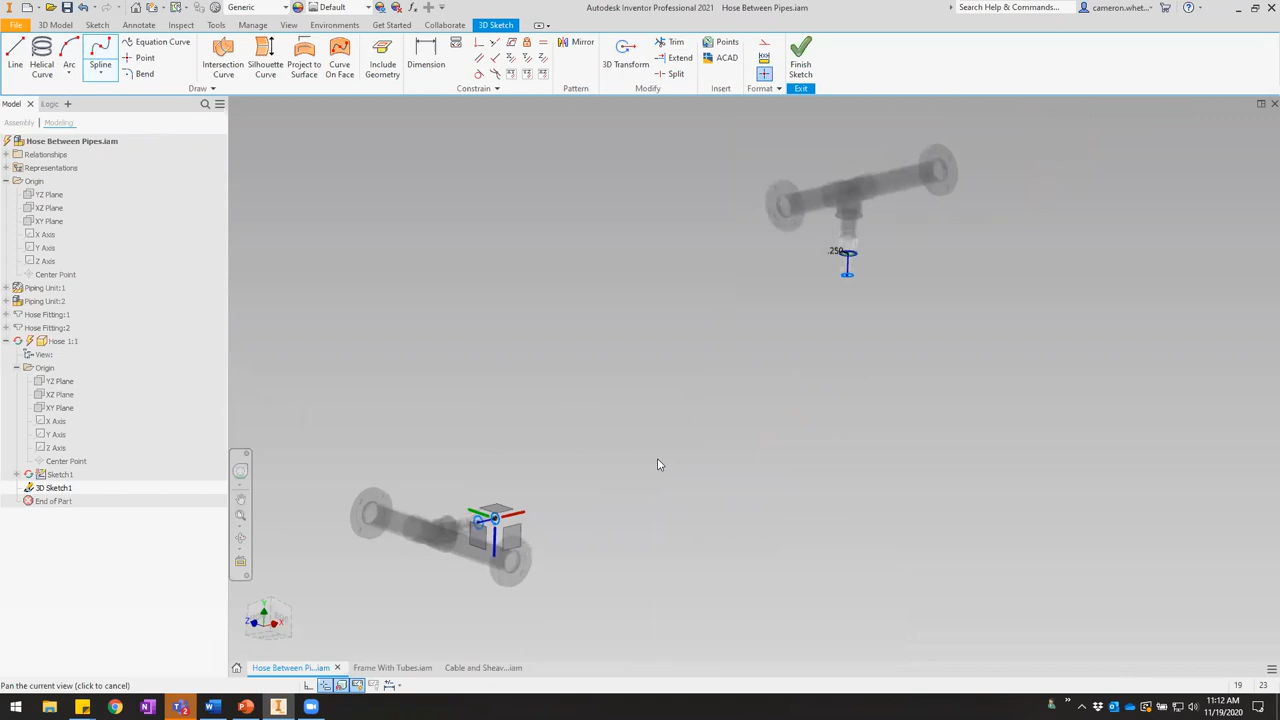 Autodesk Inventor Professional 2021   Hose Between Pipes.iam
Generic
Default
Search Help & Commands...
cameron.whet...
File
3D Model
Sketch
Annotate
Inspect
Tools
Manage
View
Environments
Get Started
Collaborate
3D Sketch
Line
Helical
Curve
Arc
Spline
Equation Curve
Point
Bend
Intersection
Curve
Silhouette
Curve
Project to
Surface
Curve
On Face
Draw
Include
Geometry
Dimension
Constrain
Mirror
Pattern
3D Transform
Trim
Extend
Split
Modify
Points
ACAD
Insert
Format
Finish
Sketch
Exit
Model
iLogic
Assembly
Modeling
Hose Between Pipes.iam
Relationships
Representations
Origin
YZ Plane
XZ Plane
XY Plane
X Axis
Y Axis
Z Axis
Center Point
Piping Unit:1
Piping Unit:2
Hose Fitting:1
Hose Fitting:2
Hose 1:1
View:
Origin
YZ Plane
XZ Plane
XY Plane
X Axis
Y Axis
Z Axis
Center Point
Sketch1
3D Sketch1
End of Part
.250
Y
Z
X
Hose Between Pi...iam
Frame With Tubes.iam
Cable and Sheav...iam
Pan the current view (click to cancel)
19
23
11:12 AM
11/19/2020